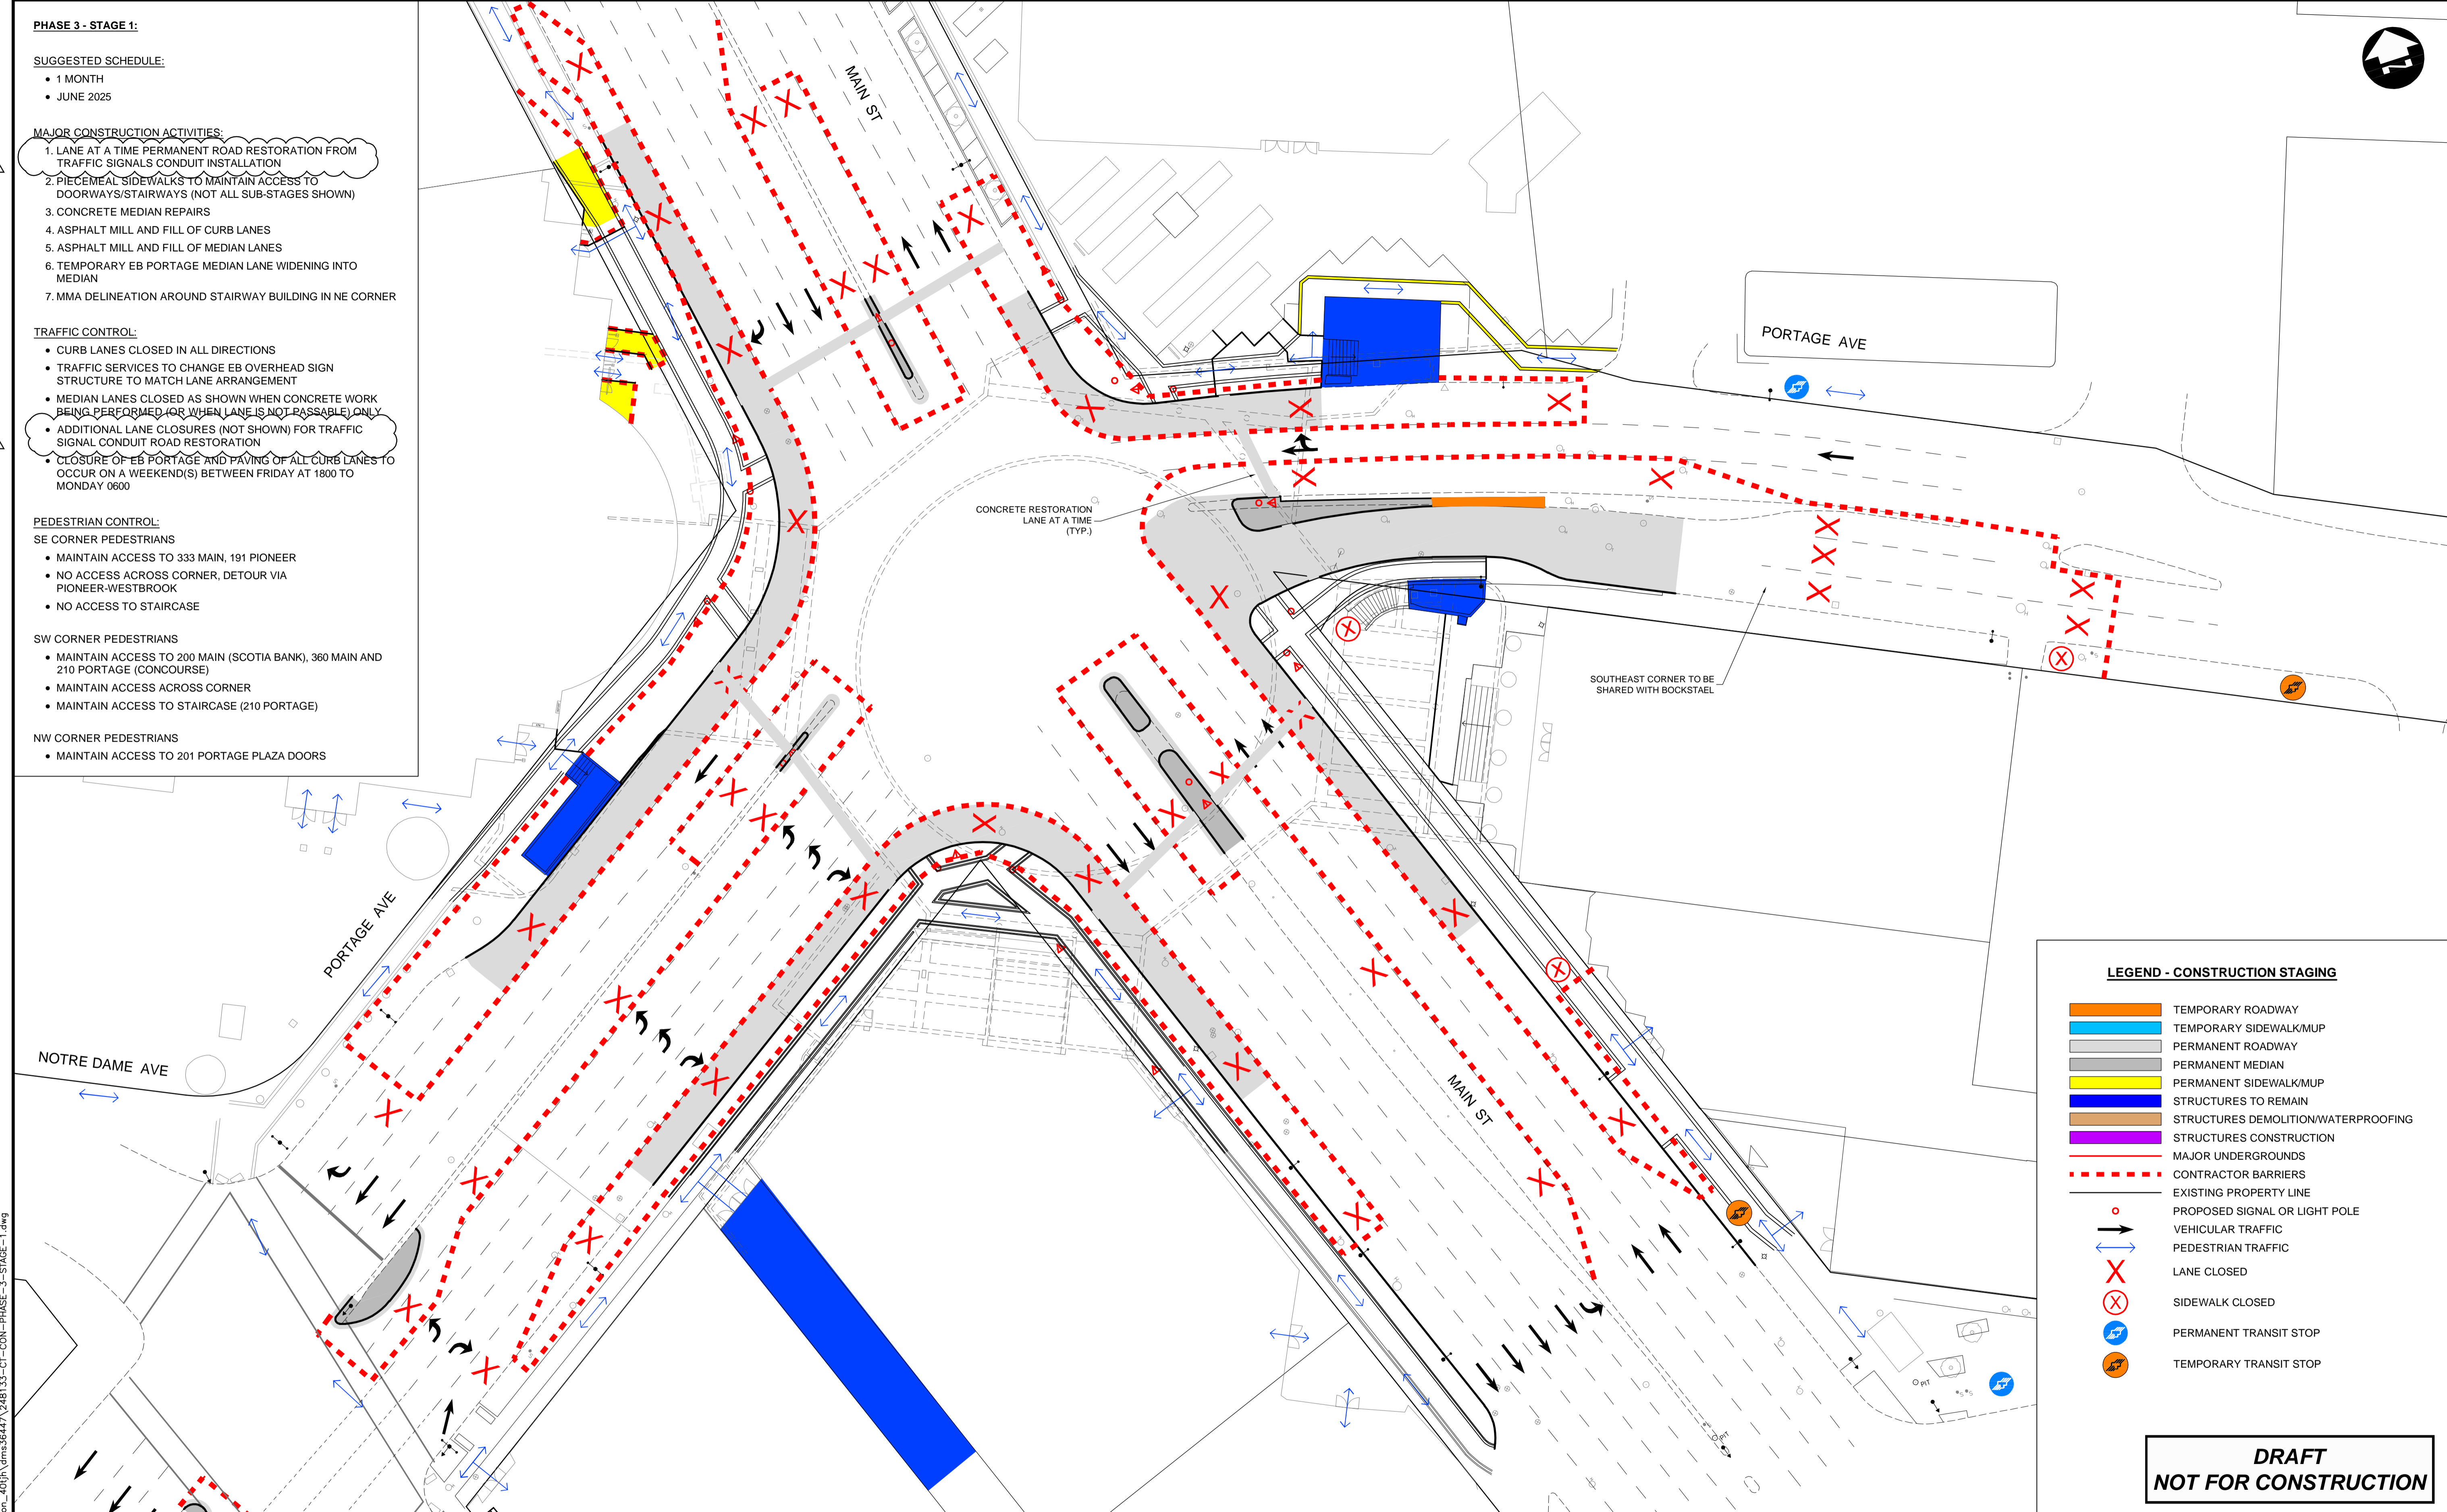 PHASE 3 - STAGE 1:
SUGGESTED SCHEDULE:
• 1 MONTH
• JUNE 2025
MAJOR CONSTRUCTION ACTIVITIES:
1. LANE AT A TIME PERMANENT ROAD RESTORATION FROM
TRAFFIC SIGNALS CONDUIT INSTALLATION
2. PIECEMEAL SIDEWALKS TO MAINTAIN ACCESS TO
DOORWAYS/STAIRWAYS (NOT ALL SUB-STAGES SHOWN)
3. CONCRETE MEDIAN REPAIRS
4. ASPHALT MILL AND FILL OF CURB LANES
5. ASPHALT MILL AND FILL OF MEDIAN LANES
6. TEMPORARY EB PORTAGE MEDIAN LANE WIDENING INTO
MEDIAN
7. MMA DELINEATION AROUND STAIRWAY BUILDING IN NE CORNER
TRAFFIC CONTROL:
• CURB LANES CLOSED IN ALL DIRECTIONS
• TRAFFIC SERVICES TO CHANGE EB OVERHEAD SIGN
STRUCTURE TO MATCH LANE ARRANGEMENT
• MEDIAN LANES CLOSED AS SHOWN WHEN CONCRETE WORK
BEING PERFORMED (OR WHEN LANE IS NOT PASSABLE) ONLY
• ADDITIONAL LANE CLOSURES (NOT SHOWN) FOR TRAFFIC
SIGNAL CONDUIT ROAD RESTORATION
• CLOSURE OF EB PORTAGE AND PAVING OF ALL CURB LANES TO
OCCUR ON A WEEKEND(S) BETWEEN FRIDAY AT 1800 TO
MONDAY 0600
PEDESTRIAN CONTROL:
SE CORNER PEDESTRIANS
• MAINTAIN ACCESS TO 333 MAIN, 191 PIONEER
• NO ACCESS ACROSS CORNER, DETOUR VIA
PIONEER-WESTBROOK
• NO ACCESS TO STAIRCASE
SW CORNER PEDESTRIANS
• MAINTAIN ACCESS TO 200 MAIN (SCOTIA BANK), 360 MAIN AND
210 PORTAGE (CONCOURSE)
• MAINTAIN ACCESS ACROSS CORNER
• MAINTAIN ACCESS TO STAIRCASE (210 PORTAGE)
NW CORNER PEDESTRIANS
• MAINTAIN ACCESS TO 201 PORTAGE PLAZA DOORS
MAIN ST
PORTAGE AVE
CONCRETE RESTORATION
LANE AT A TIME
(TYP.)
SOUTHEAST CORNER TO BE
SHARED WITH BOCKSTAEL
PORTAGE AVE
NOTRE DAME AVE
MAIN ST
PIT
PIT
LEGEND - CONSTRUCTION STAGING
TEMPORARY ROADWAY
TEMPORARY SIDEWALK/MUP
PERMANENT ROADWAY
PERMANENT MEDIAN
PERMANENT SIDEWALK/MUP
STRUCTURES TO REMAIN
STRUCTURES DEMOLITION/WATERPROOFING
STRUCTURES CONSTRUCTION
MAJOR UNDERGROUNDS
CONTRACTOR BARRIERS
EXISTING PROPERTY LINE
PROPOSED SIGNAL OR LIGHT POLE
VEHICULAR TRAFFIC
PEDESTRIAN TRAFFIC
LANE CLOSED
SIDEWALK CLOSED
PERMANENT TRANSIT STOP
TEMPORARY TRANSIT STOP
DRAFT
NOT FOR CONSTRUCTION
on_40tjh\dms36447\248133-CT-CON-PHASE-3-STAGE-1.dwg